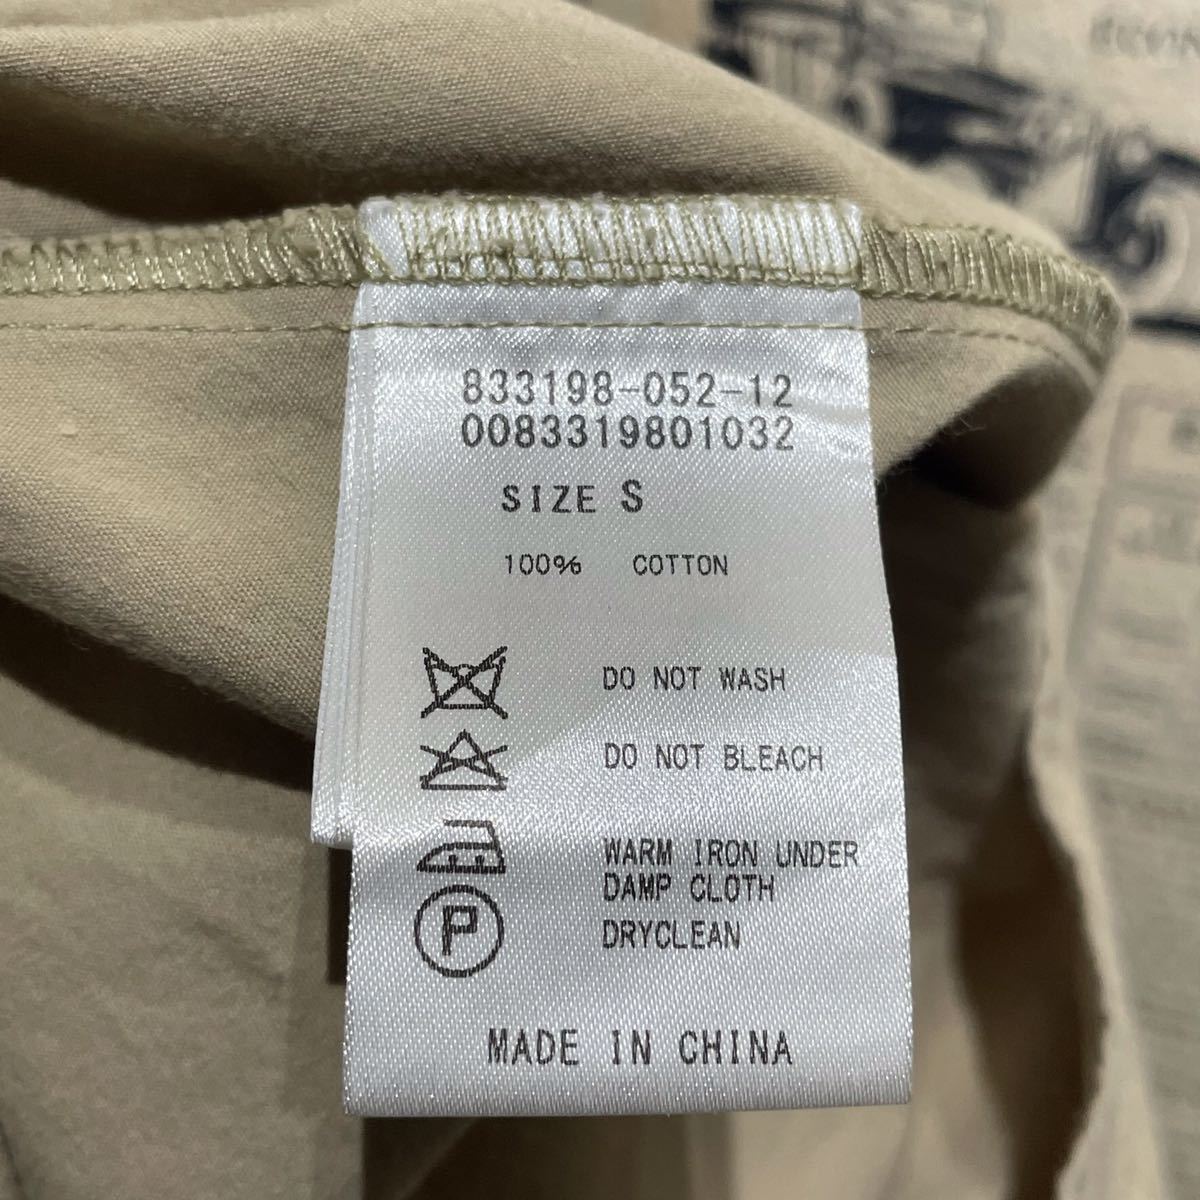 833198-052-12
0083319801032
SIZE S
100% COTTON
DO NOT WASH
DO NOT BLEACH
WARM IRON UNDER
DAMP CLOTH
P
DRYCLEAN
MADE IN CHINA